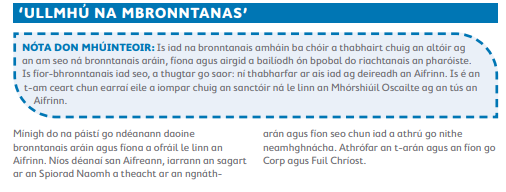 ‘ULLMHÚ NA MBRONNTANAS’
NÓTA DON MHÚINTEOIR: Is iad na bronntanais amháin ba chóir a thabhairt chuig an altóir ag
an am seo ná bronntanais aráin, fíona agus airgid a bailíodh ón bpobal do riachtanais an pharóiste.
Is fíor-bhronntanais iad seo, a thugtar go saor: ní thabharfar ar ais iad ag deireadh an Aifrinn. Is é an
t-am ceart chun earraí eile a iompar chuig an sanctóir ná le linn an Mhórshiúil Oscailte ag an tús an
Aifrinn.
Mínigh do na páistí go ndéanann daoine
bronntanais aráin agus fíona a ofráil le linn an
Aifrinn. Níos déanaí san Aifreann, iarrann an sagart
ar an Spiorad Naomh a theacht ar an ngnáth-
arán agus fíon seo chun iad a athrú go nithe
neamhghnácha. Athrófar an t-arán agus an fíon go
Corp agus Fuil Chríost.